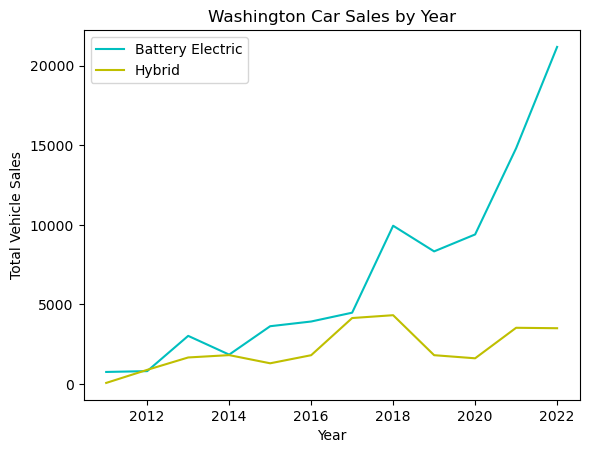 Washington Car Sales by Year
Battery Electric
Hybrid
Total Vehicle Sales
20000
15000
10000
5000
0
2012 2014 2016 2018 2020 2022
Year